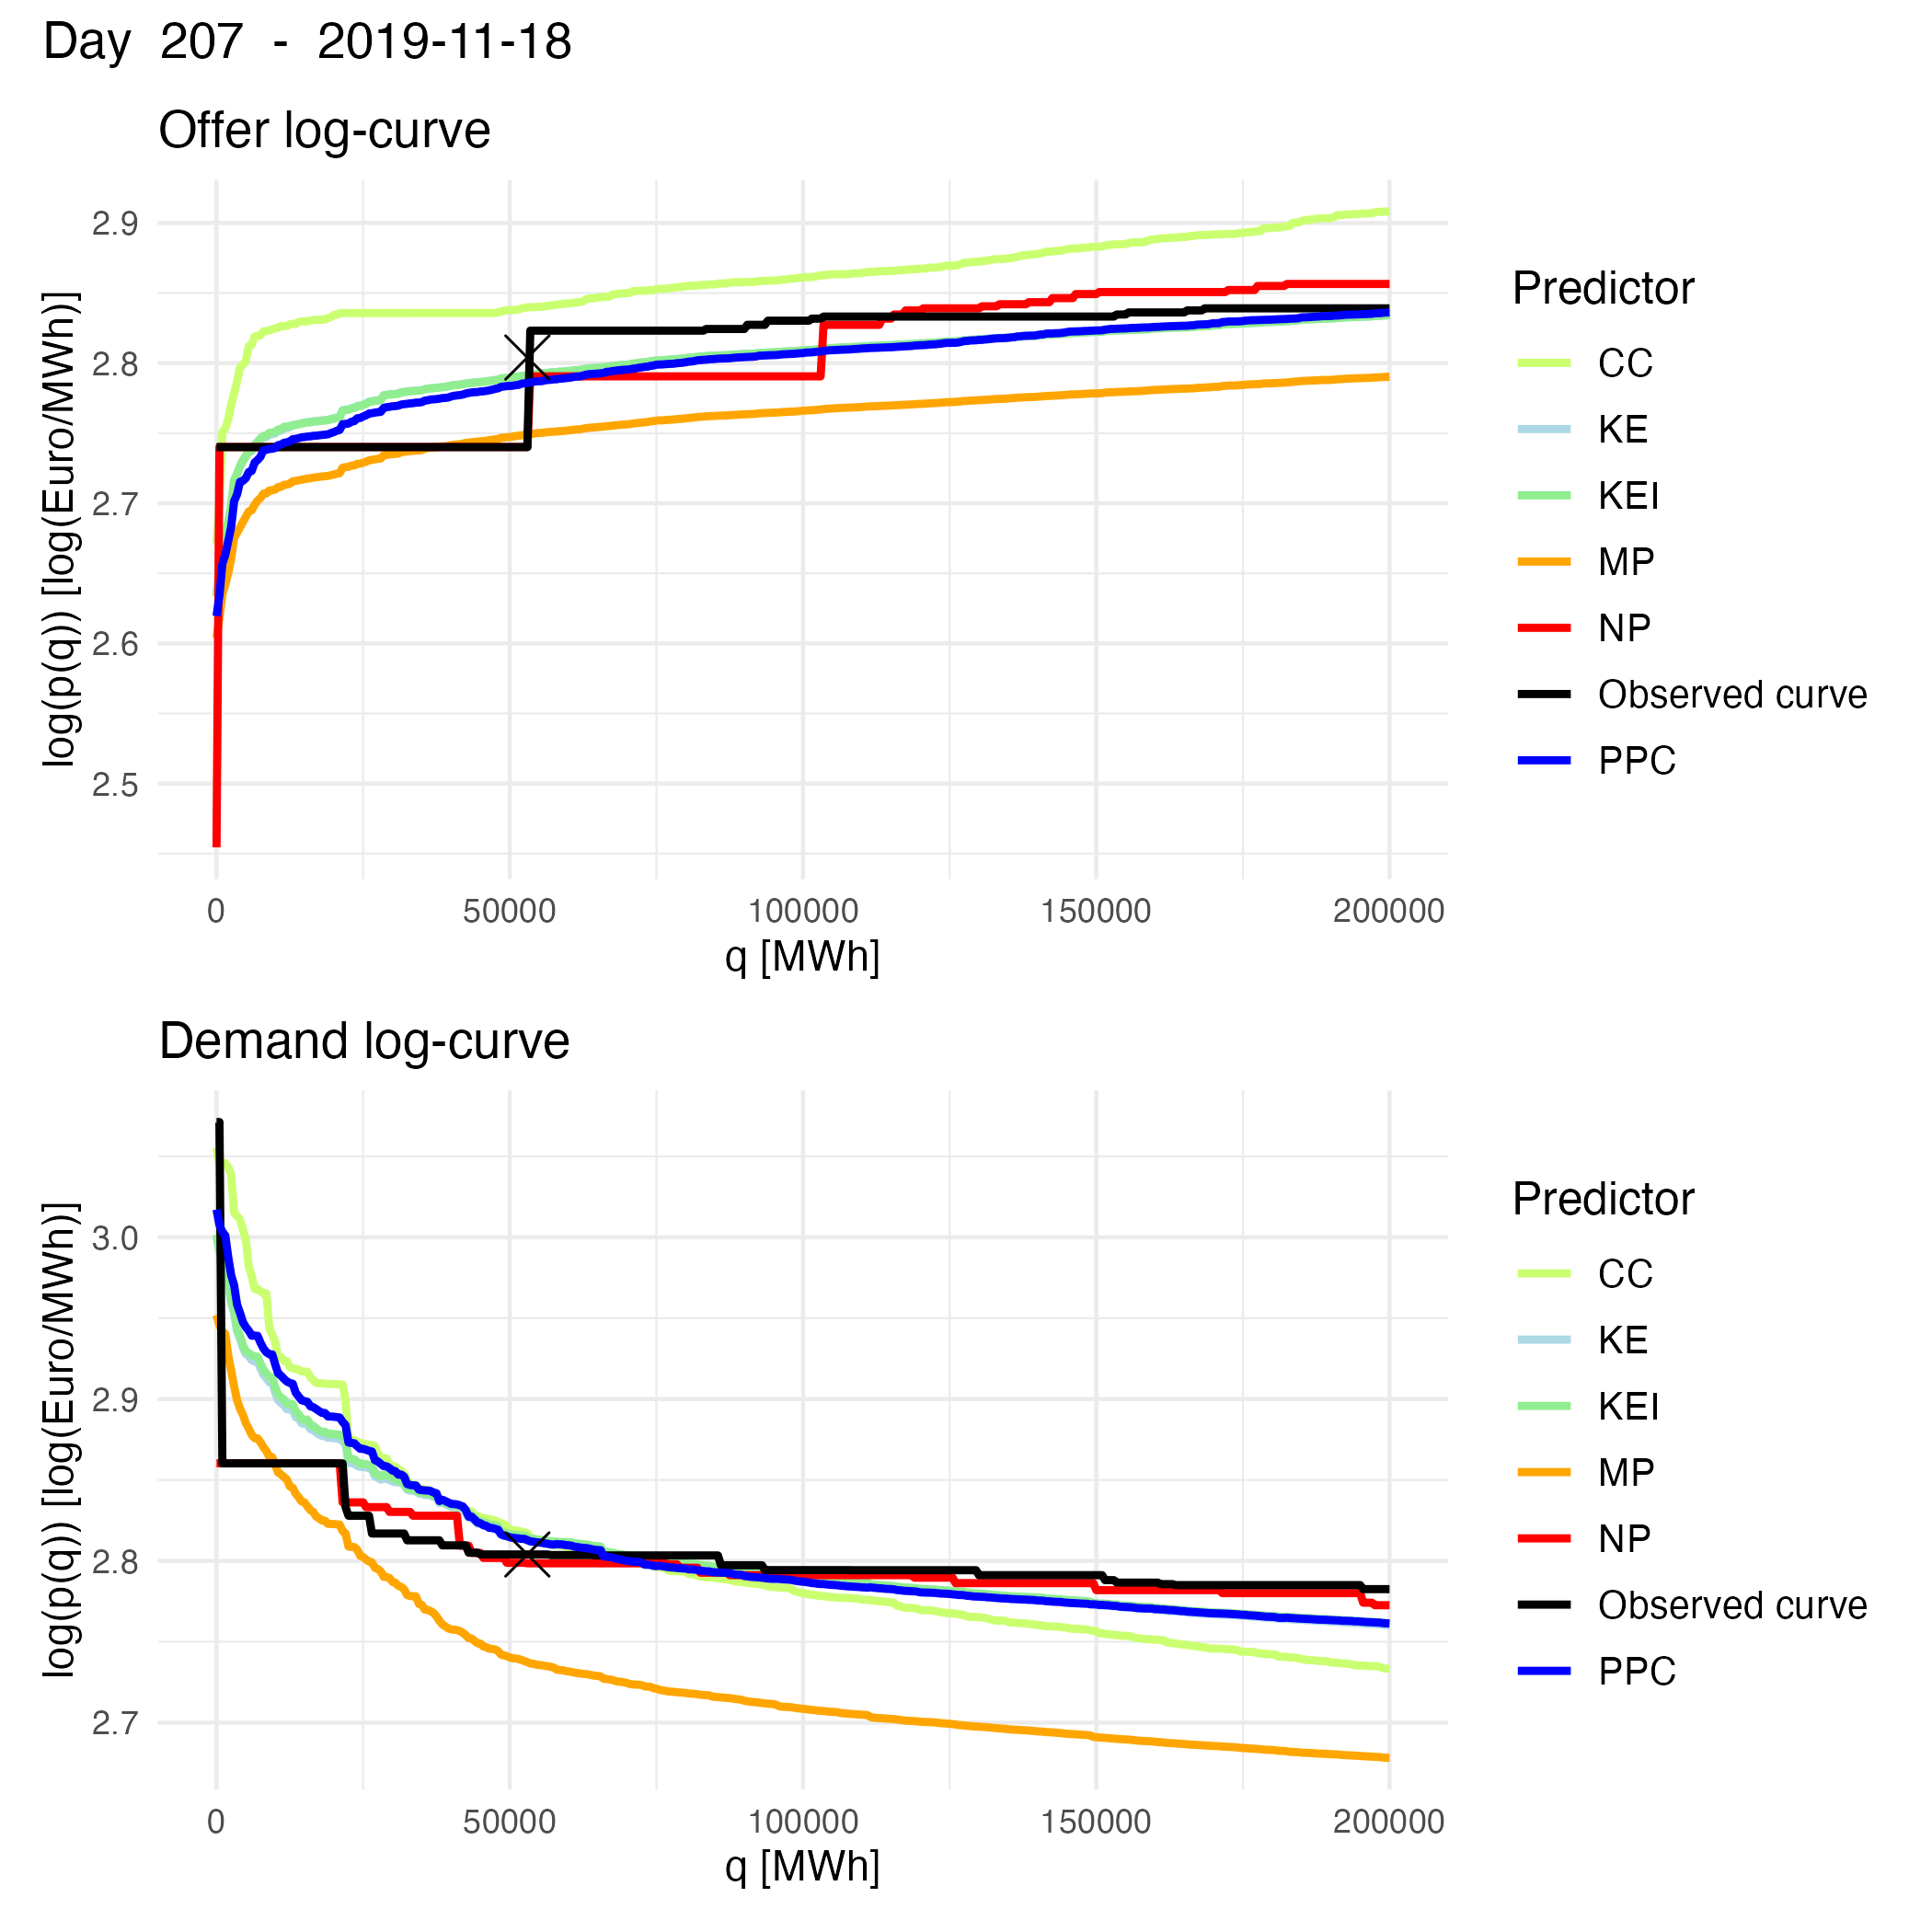 Day 207 - 2019-11-18
Offer log-curve
log(p(q)) [log(Euro/MWh)]
2.9
2.8
2.7
2.6
2.5
0 50000 100000 150000 200000
q [MWh]
Predictor
CC
KE
KEI
MP
NP
Observed curve
PPC
Demand log-curve
log(p(q)) [log(Euro/MWh)]
3.0
2.9
2.8
2.7
0 50000 100000 150000 200000
q [MWh]
Predictor
CC
KE
KEI
MP
NP
Observed curve
PPC